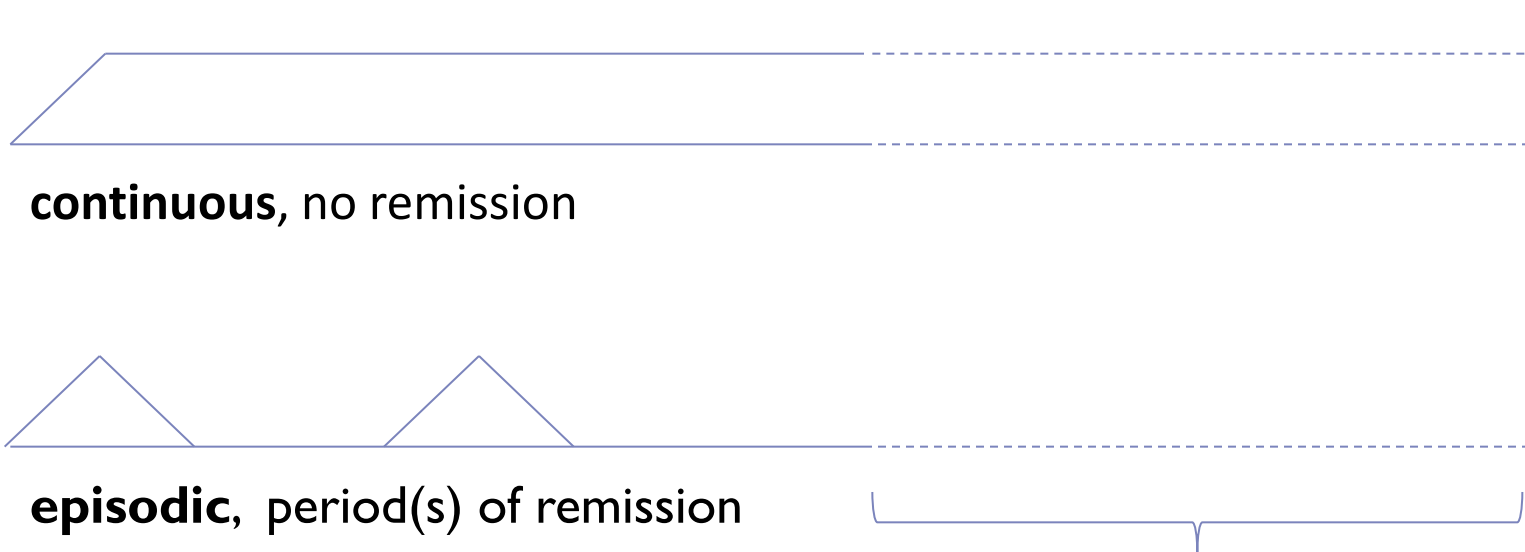 continuous, no remission
episodic, period(s) of remission